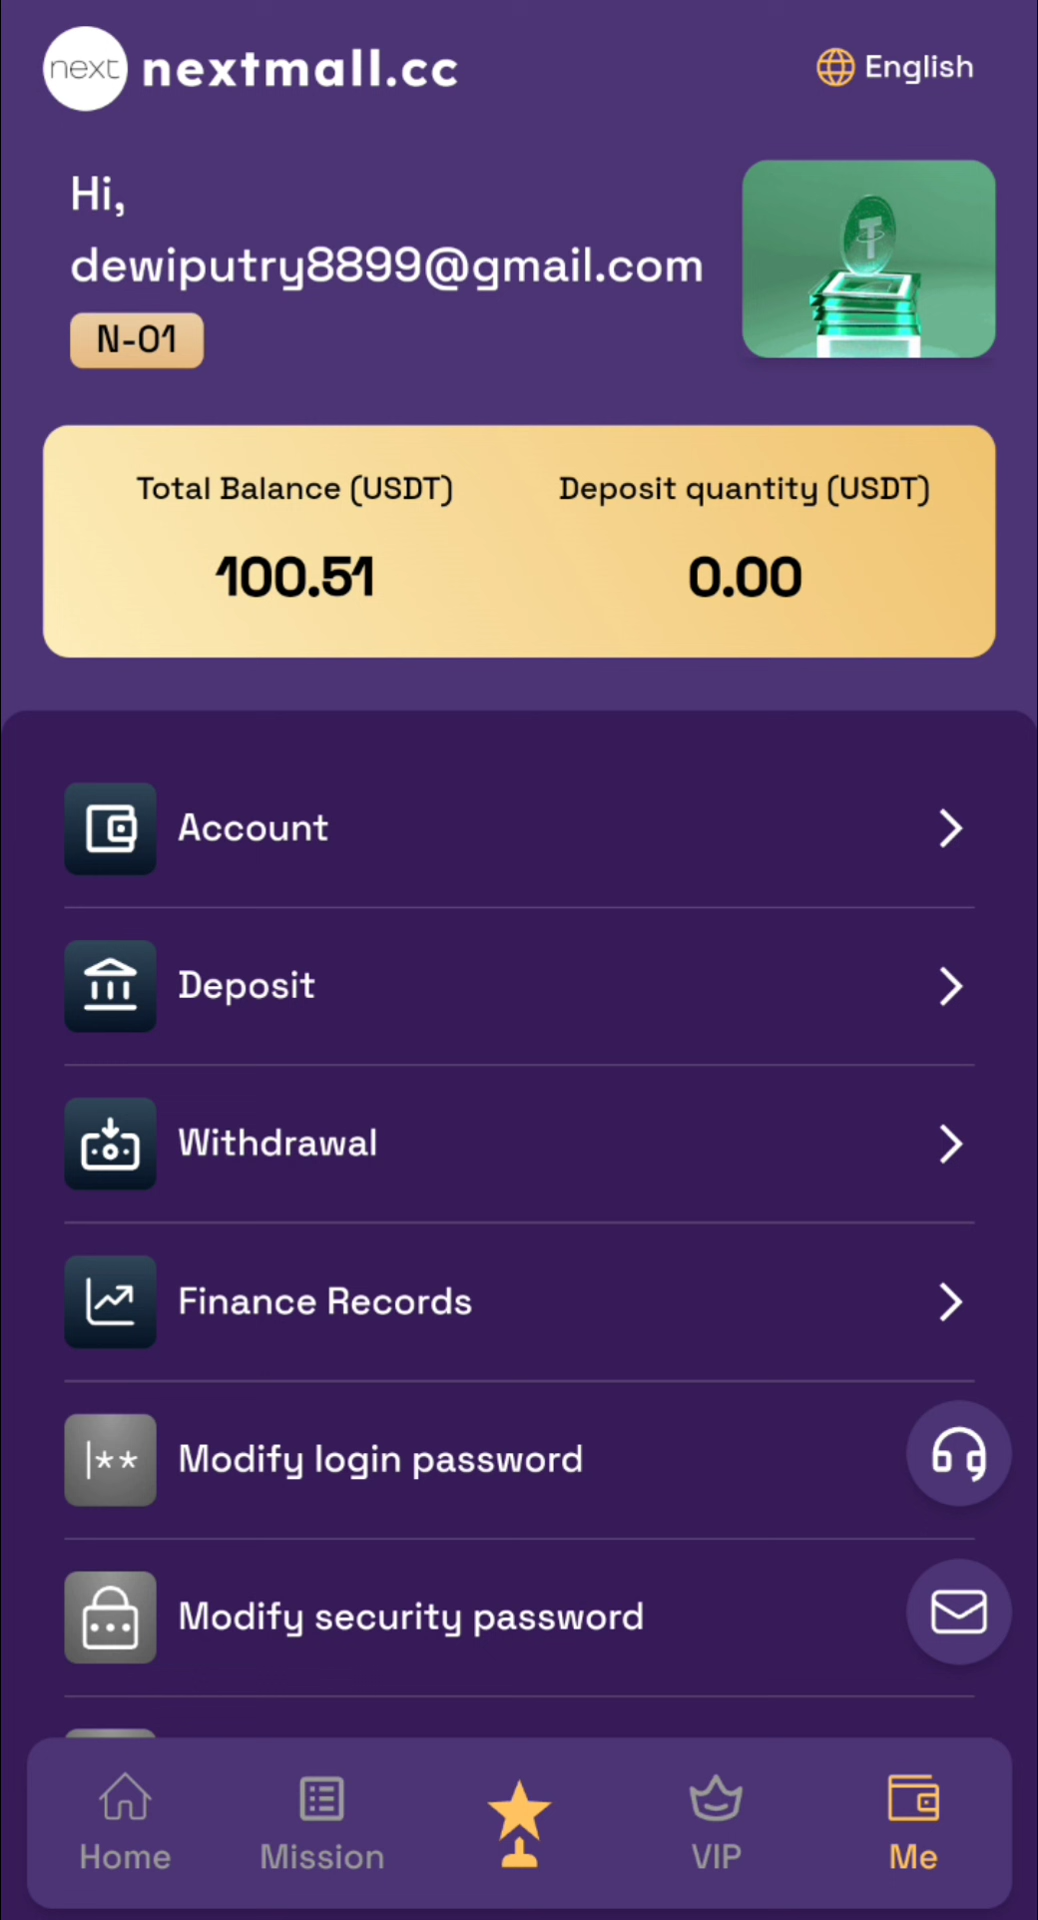 next nextmall.cc
English
Hi,
dewiputry8899@gmail.com
N-01
Total Balance (USDT)
Deposit quantity (USDT)
100.51
0.00
Account
Deposit
Withdrawal
Finance Records
|** Modify login password
Modify security password
Home
Mission
VIP
Me